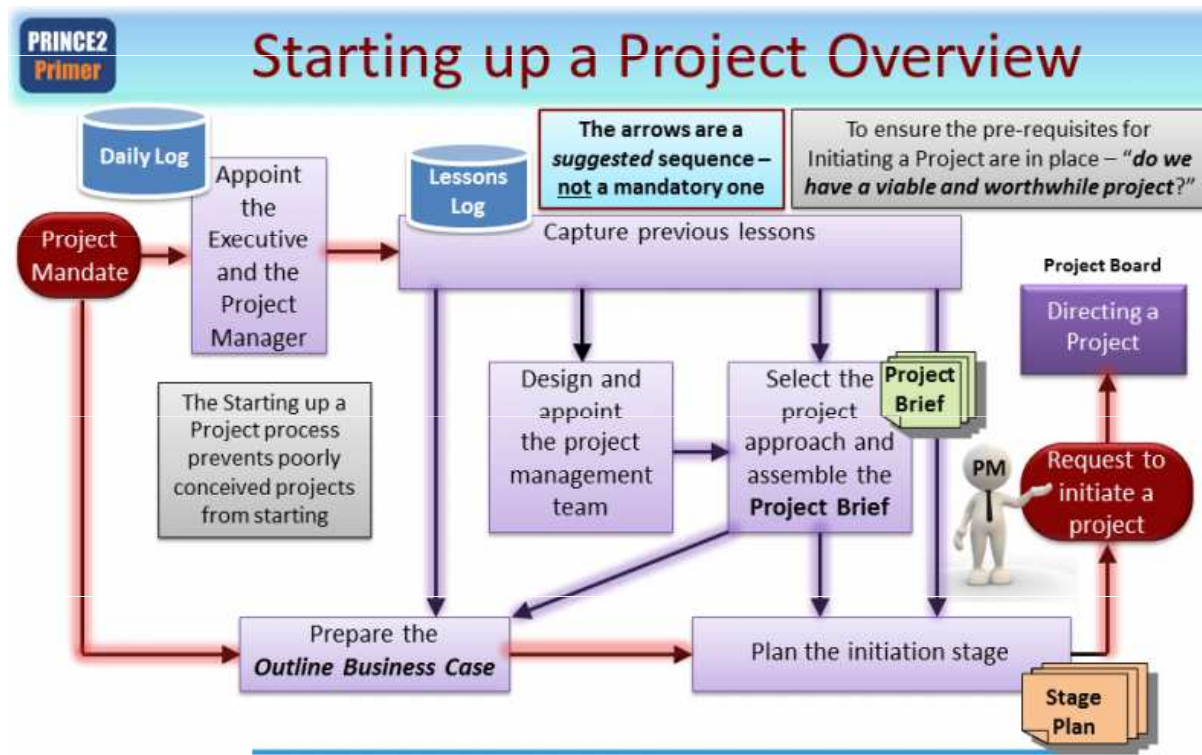 PRINCE2
Primer
Starting up a Project Overview
Daily Log
Appoint
the
Executive
and the
Project
Manager
Lessons
Log
The arrows are a
suggested sequence –
not a mandatory one
To ensure the pre-requisites for
Initiating a Project are in place – “do we
have a viable and worthwhile project?”
Project
Mandate
Capture previous lessons
Project Board
Directing a
Project
The Starting up a
Project process
prevents poorly
conceived projects
from starting
Design and
appoint
the project
management
team
Select the
project
approach and
assemble the
Project Brief
Project
Brief
PM
Request to
initiate a
project
Prepare the
Outline Business Case
Plan the initiation stage
Stage
Plan